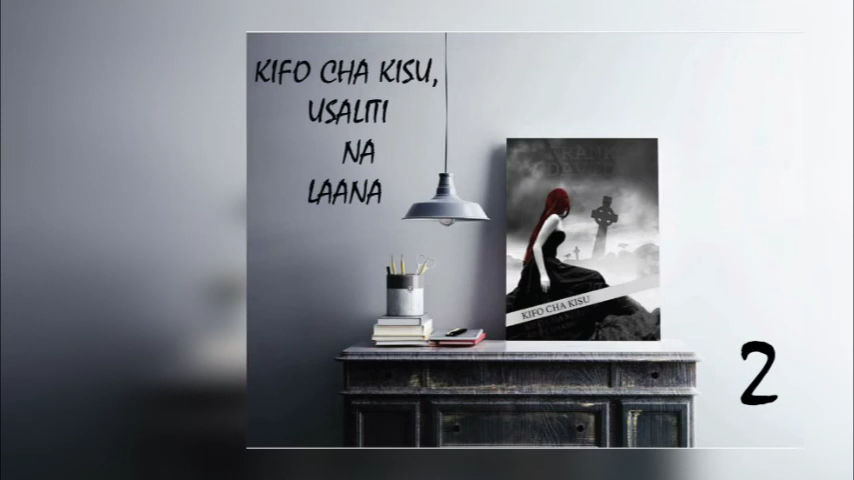 KIFO CHA KISU,
USALITI
NA
LAANA
KIFO CHA KISU
2